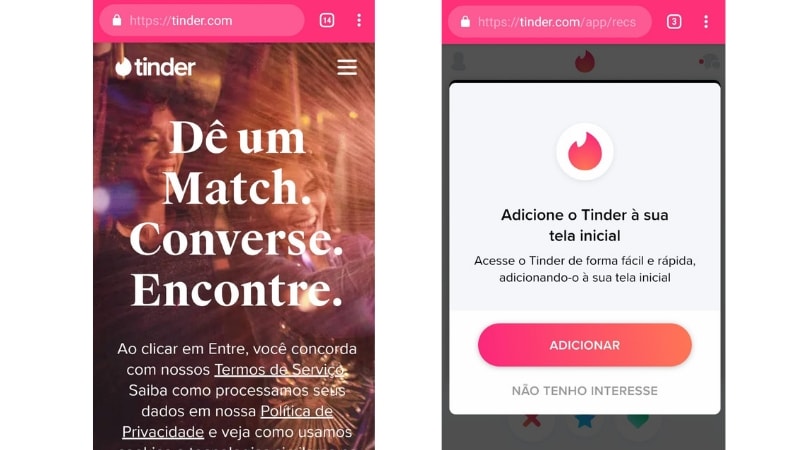 https://tinder.com
14
tinder
Dê um
Match.
Converse.
Encontre.
Ao clicar em Entre, você concorda
com nossos Termos de Serviço.
Saiba como processamos seus
dados em nossa Política de
Privacidade e veja como usamos
https://tinder.com/app/recs
3
Adicione o Tinder à sua
tela inicial
Acesse o Tinder de forma fácil e rápida,
adicionando-o à sua tela inicial
ADICIONAR
NÃO TENHO INTERESSE